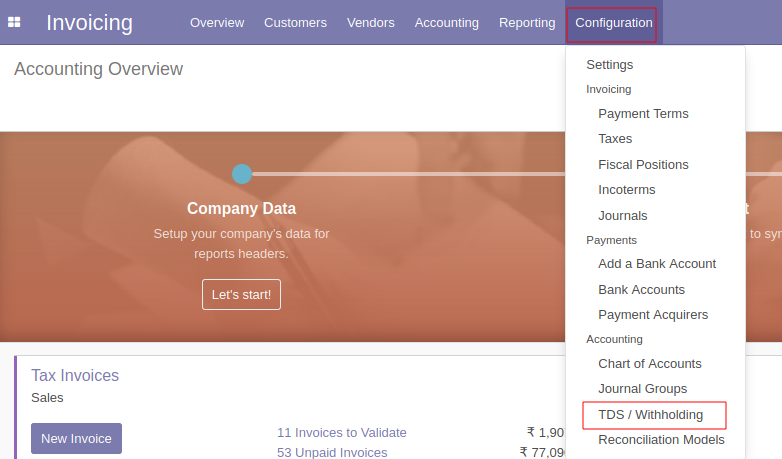 Invoicing Overview Customers Vendors Accounting Reporting Configuration
Accounting Overview
Settings
Invoicing
Payment Terms
Taxes
Fiscal Positions
Incoterms
Journals
Payments
Add a Bank Account
Bank Accounts
Payment Acquirers
Accounting
Chart of Accounts
Journal Groups
TDS / Withholding
Reconciliation Models
Company Data
Setup your company's data for
reports headers.
Let's start!
to
Tax Invoices
Sales
New Invoice
11 Invoices to Validate ₹ 1,90
53 Unpaid Invoices ₹ 77,09